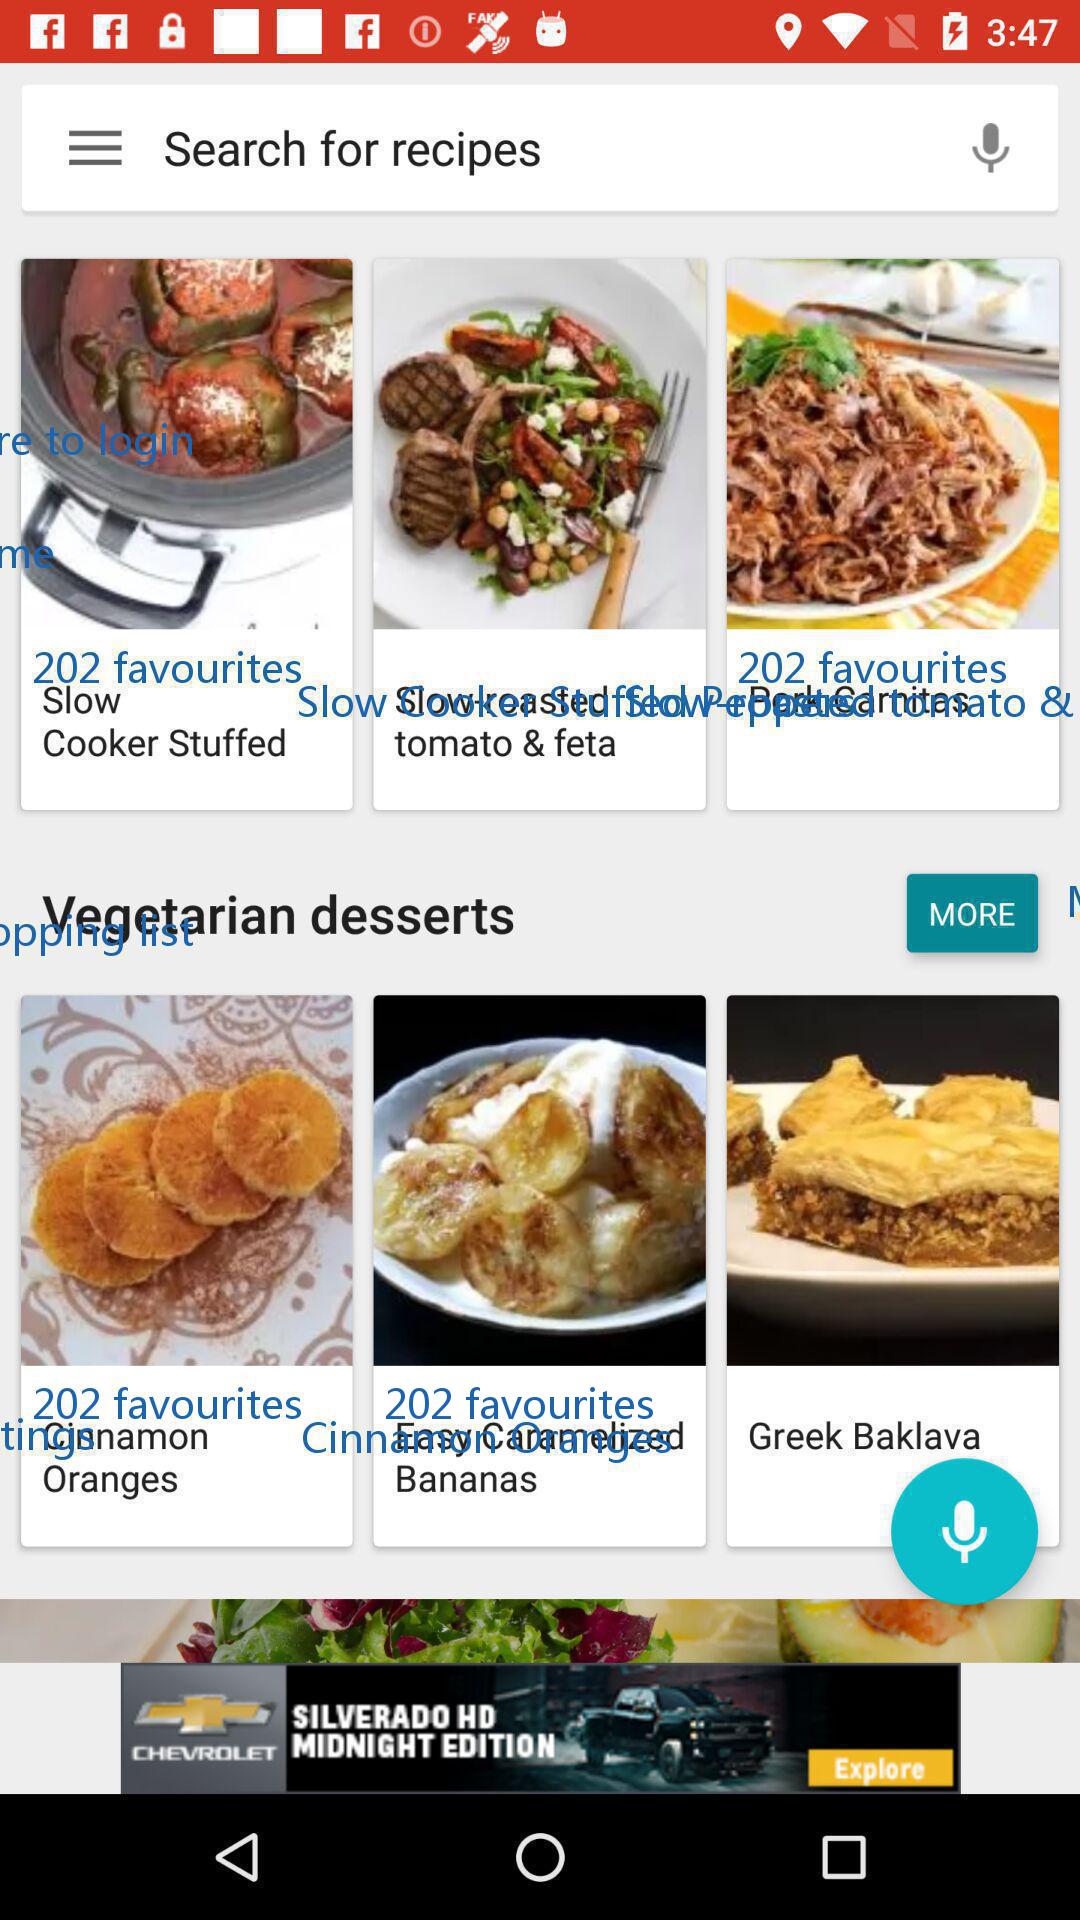 FAKE
3:47
Search for recipes
re to login
me
202 favourites
202 favourites
Slow
Cooker Stuffed
Slow Cooker Stuffed Peppers
Slow-roasted
tomato & feta
Slow-roasted tomato &
Pork Carnitas
Vegetarian desserts
opping list
MORE
202 favourites
202 favourites
tings
Cinnamon
Oranges
Cinnamon Oranges
Easy Caramelized
Bananas
Greek Baklava
CHEVROLET
SILVERADO HD
MIDNIGHT EDITION
Explore